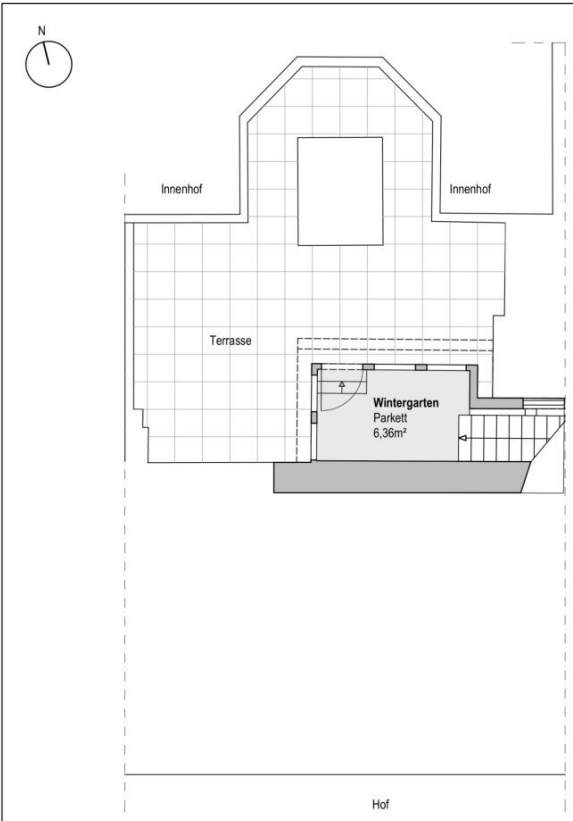 N
Innenhof
Innenhof
Terrasse
Wintergarten
Parkett
6,36m²
Hof